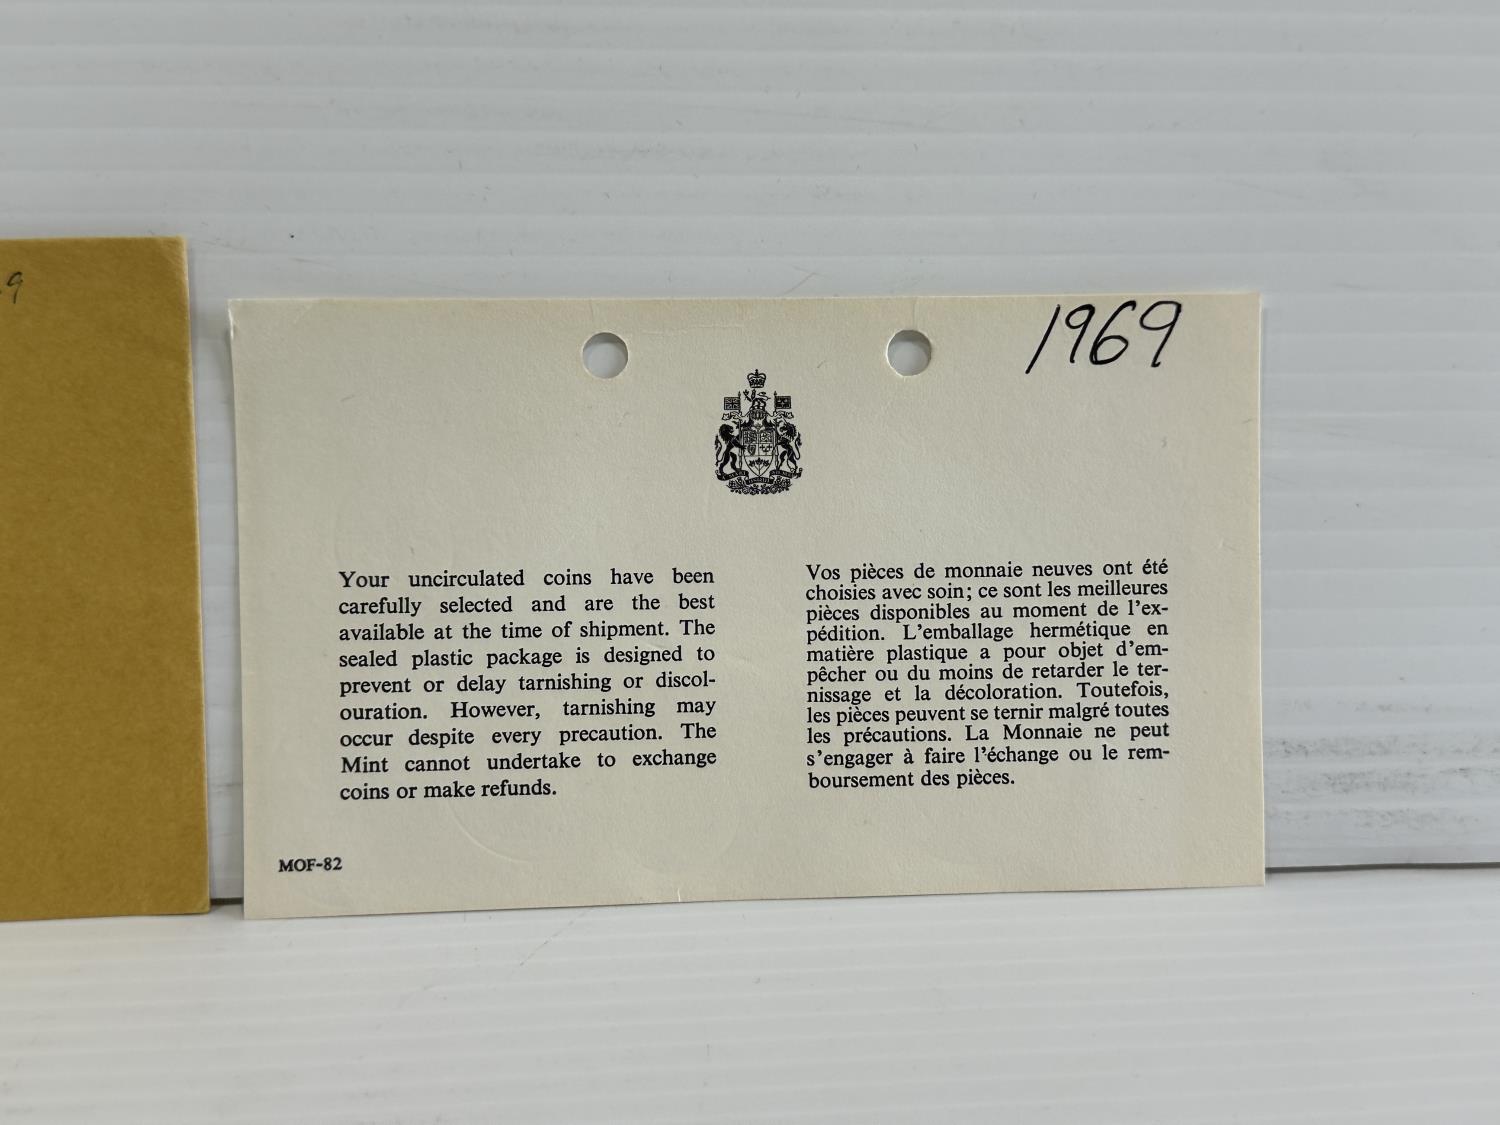 1969
Your uncirculated coins have been
carefully selected and are the best
available at the time of shipment. The
sealed plastic package is designed to
prevent or delay tarnishing or discol-
ouration. However, tarnishing may
occur despite every precaution. The
Mint cannot undertake to exchange
coins or make refunds.
Vos pièces de monnaie neuves ont été
choisies avec soin; ce sont les meilleures
pièces disponibles au moment de l'ex-
pédition. L'emballage hermétique en
matière plastique a pour objet d'em-
pêcher ou du moins de retarder le ter-
nissage et la décoloration. Toutefois,
les pièces peuvent se ternir malgré toutes
les précautions. La Monnaie ne peut
s'engager à faire l'échange ou le rem-
boursement des pièces.
MOF-82